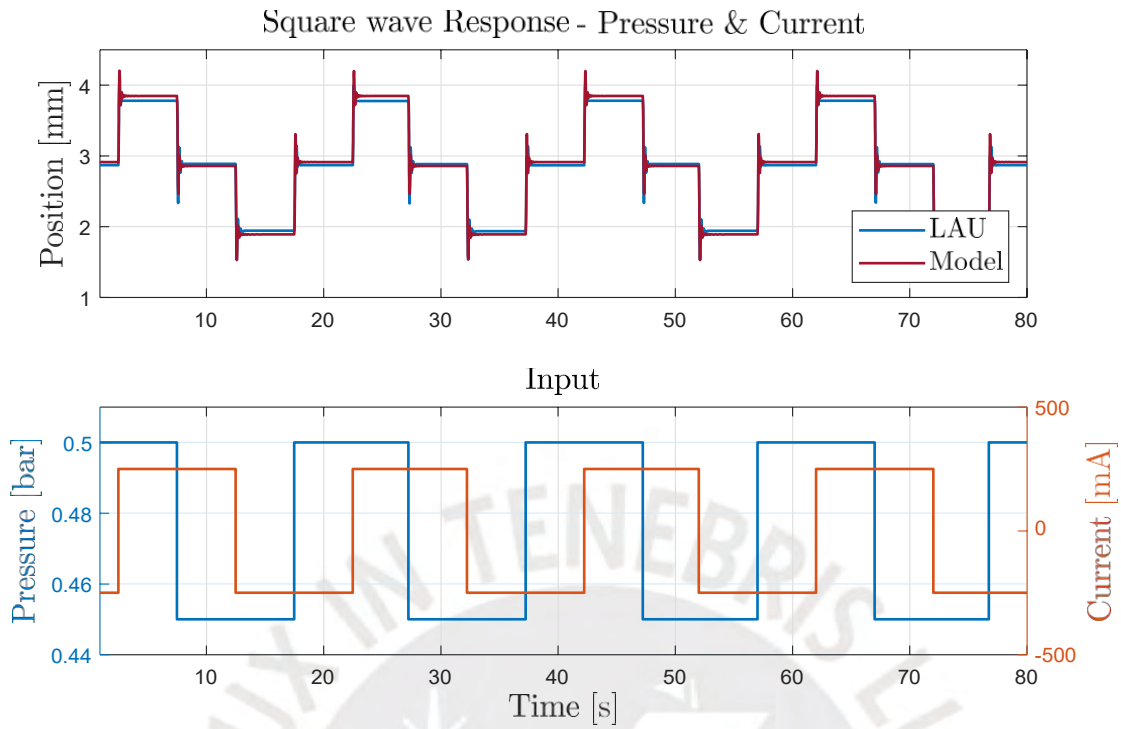 Square wave Response - Pressure & Current
Position [mm]
4
3
2
1
LAU
Model
10 20 30 40 50 60 70 80
Input
Pressure [bar]
0.5
0.48
0.46
0.44
Current [mA]
500
0
-500
10 20 30 40 50 60 70 80
Time [s]
IN TENEBRIS